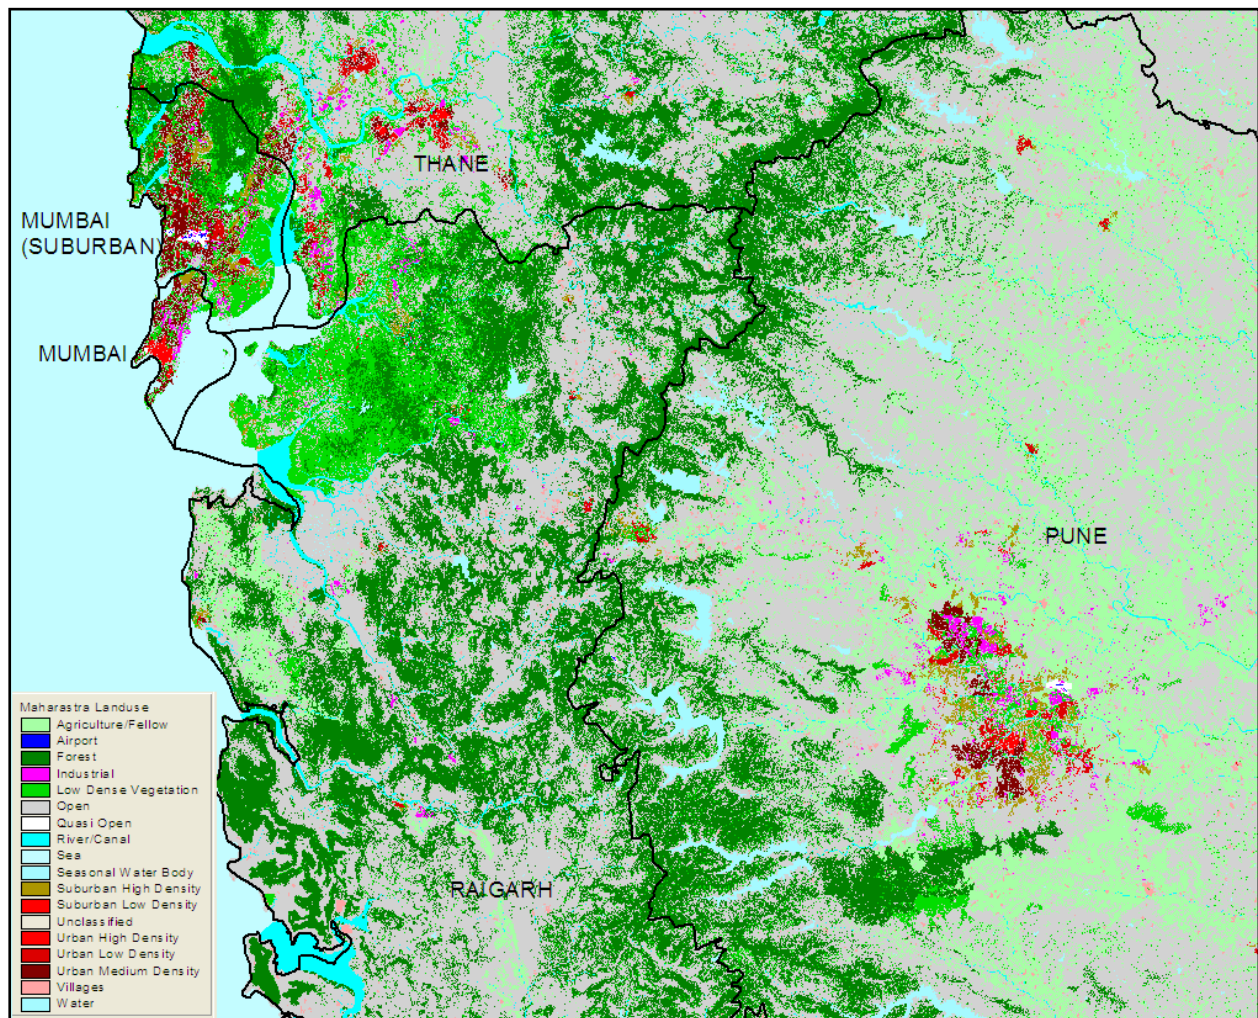 THANE
MUMBAI
(SUBURBAN)
MUMBAI
PUNE
RAIGARH
Maharastra Landuse
Agriculture/Fellow
Airport
Forest
Industrial
Low Dense Vegetation
Open
Quasi Open
River/Canal
Sea
Seasonal Water Body
Suburban High Density
Suburban Low Density
Unclassified
Urban High Density
Urban Low Density
Urban Medium Density
Villages
Water